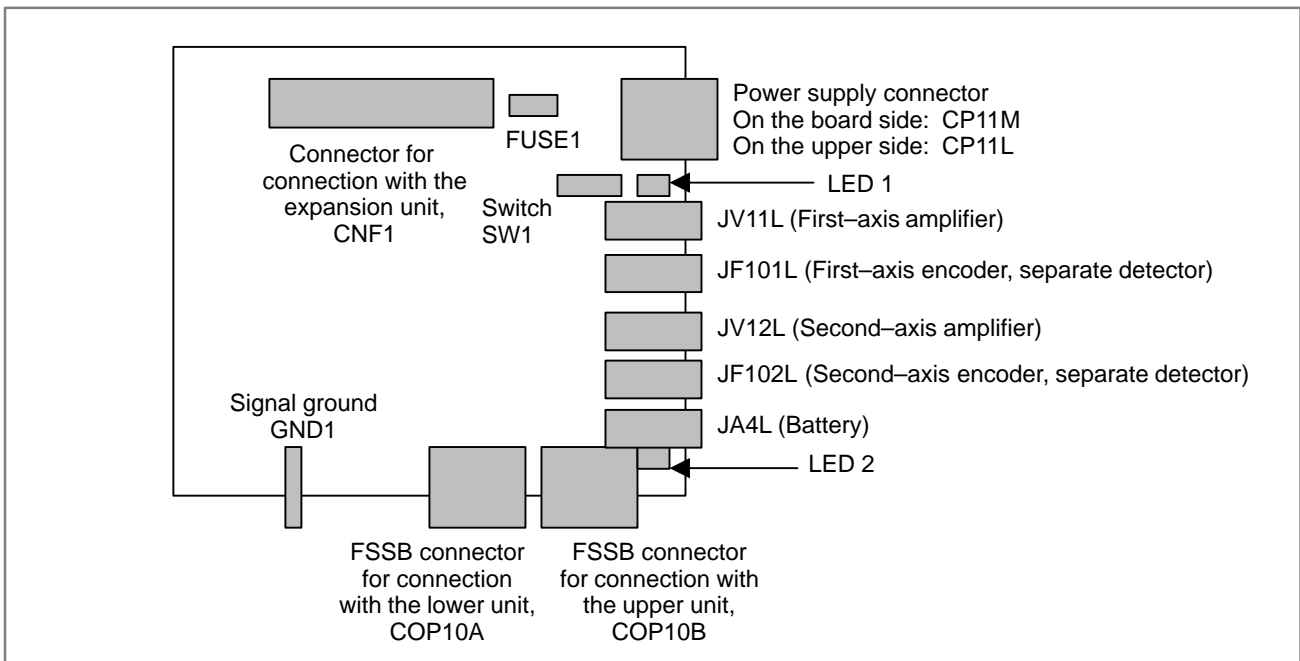 Power supply connector
On the board side: CP11M
On the upper side: CP11L
FUSE1
Connector for
connection with the
expansion unit,
CNF1
LED 1
Switch
SW1
JV11L (First–axis amplifier)
JF101L (First–axis encoder, separate detector)
JV12L (Second–axis amplifier)
JF102L (Second–axis encoder, separate detector)
Signal ground
GND1
JA4L (Battery)
LED 2
FSSB connector
for connection
with the lower unit,
COP10A
FSSB connector
for connection with
the upper unit,
COP10B